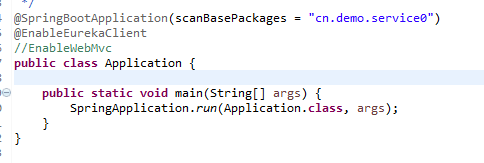 */
@SpringBootApplication(scanBasePackages = "cn.demo.service0")
@EnableEurekaClient
//EnableWebMvc
public class Application {
public static void main(String[] args) {
SpringApplication.run(Application.class, args);
}
}